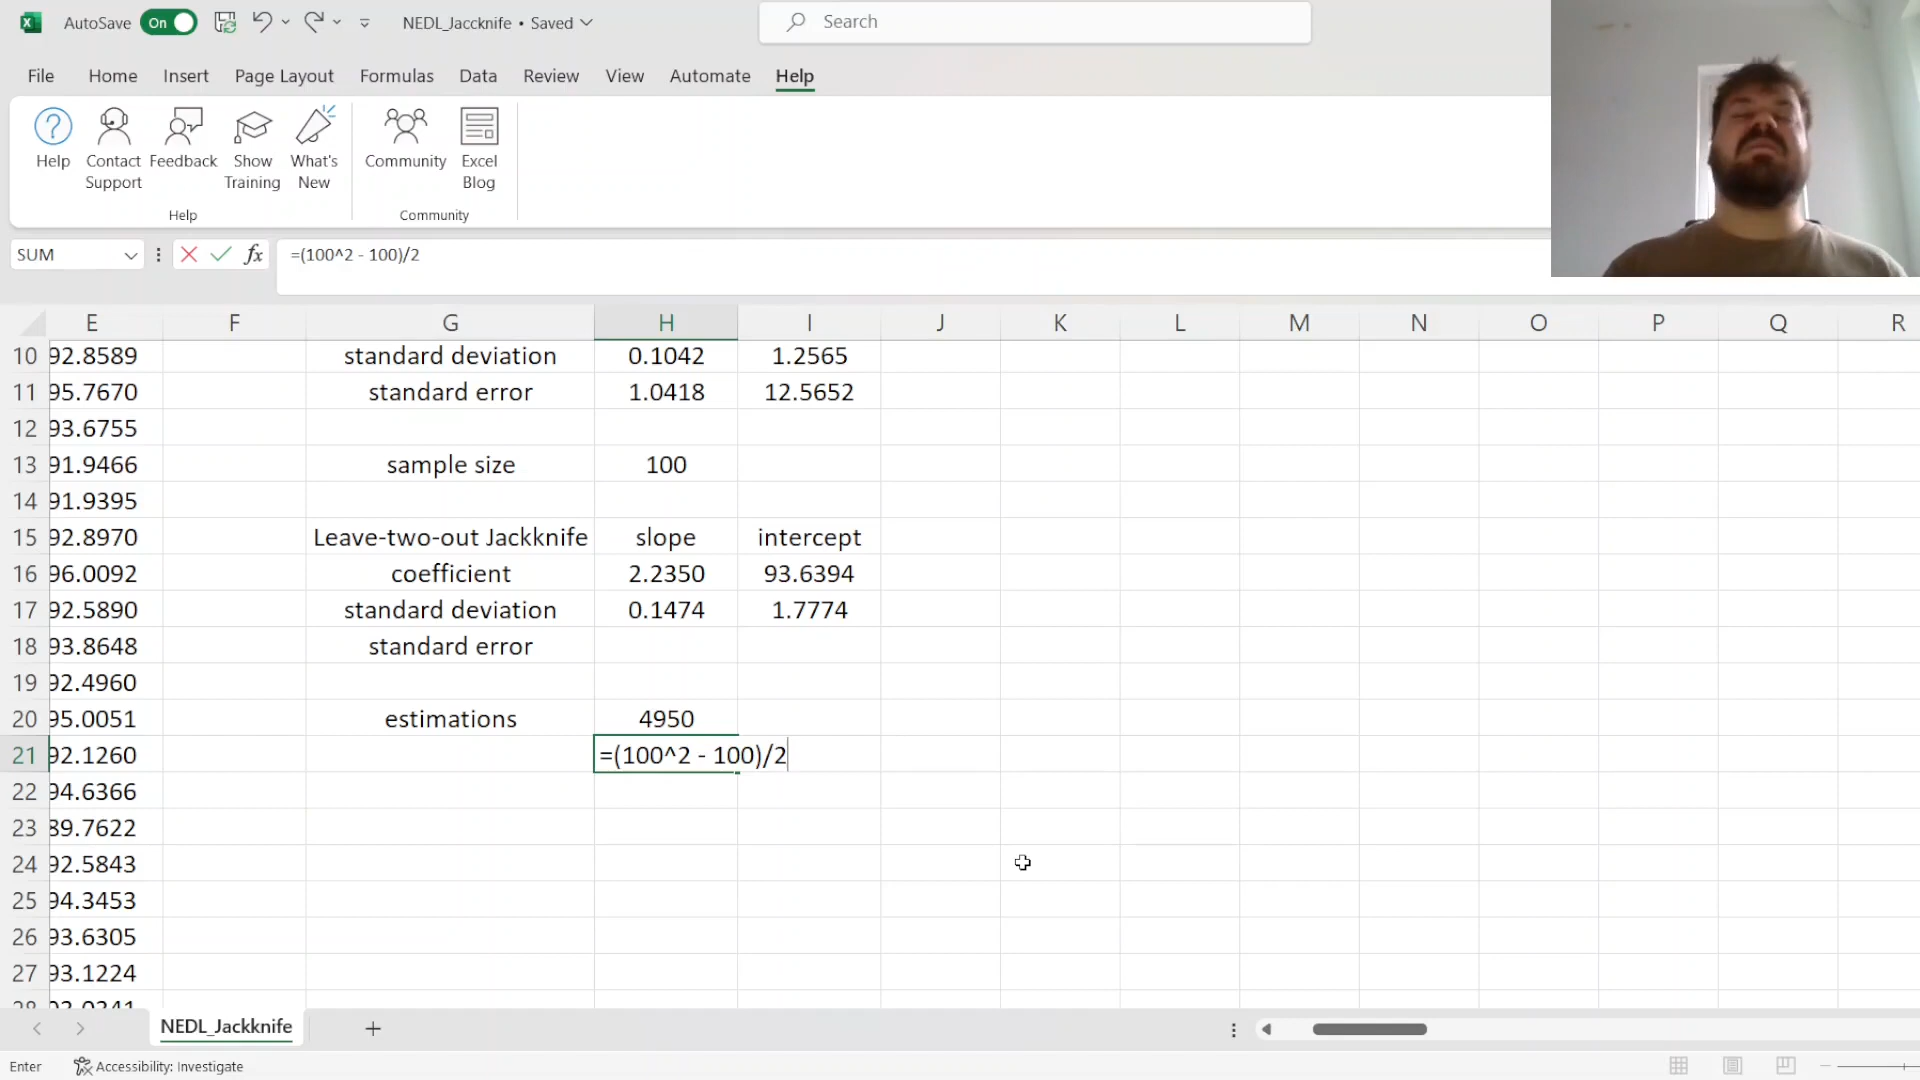 AutoSave On NEDL_Jaccknife • Saved Search
File Home Insert Page Layout Formulas Data Review View Automate Help
Help Contact Support Feedback Show Training What's New Community Excel Blog
Help Community
SUM fx =(100^2 - 100)/2
E F G H I J K L M N O P Q R
10 92.8589 standard deviation 0.1042 1.2565
11 95.7670 standard error 1.0418 12.5652
12 93.6755
13 91.9466 sample size 100
14 91.9395
15 92.8970 Leave-two-out Jackknife slope intercept
16 96.0092 coefficient 2.2350 93.6394
17 92.5890 standard deviation 0.1474 1.7774
18 93.8648 standard error
19 92.4960
20 95.0051 estimations 4950
21 92.1260 =(100^2 - 100)/2
22 94.6366
23 89.7622
24 92.5843
25 94.3453
26 93.6305
27 93.1224
28 93.0341
NEDL_Jackknife
Enter Accessibility: Investigate